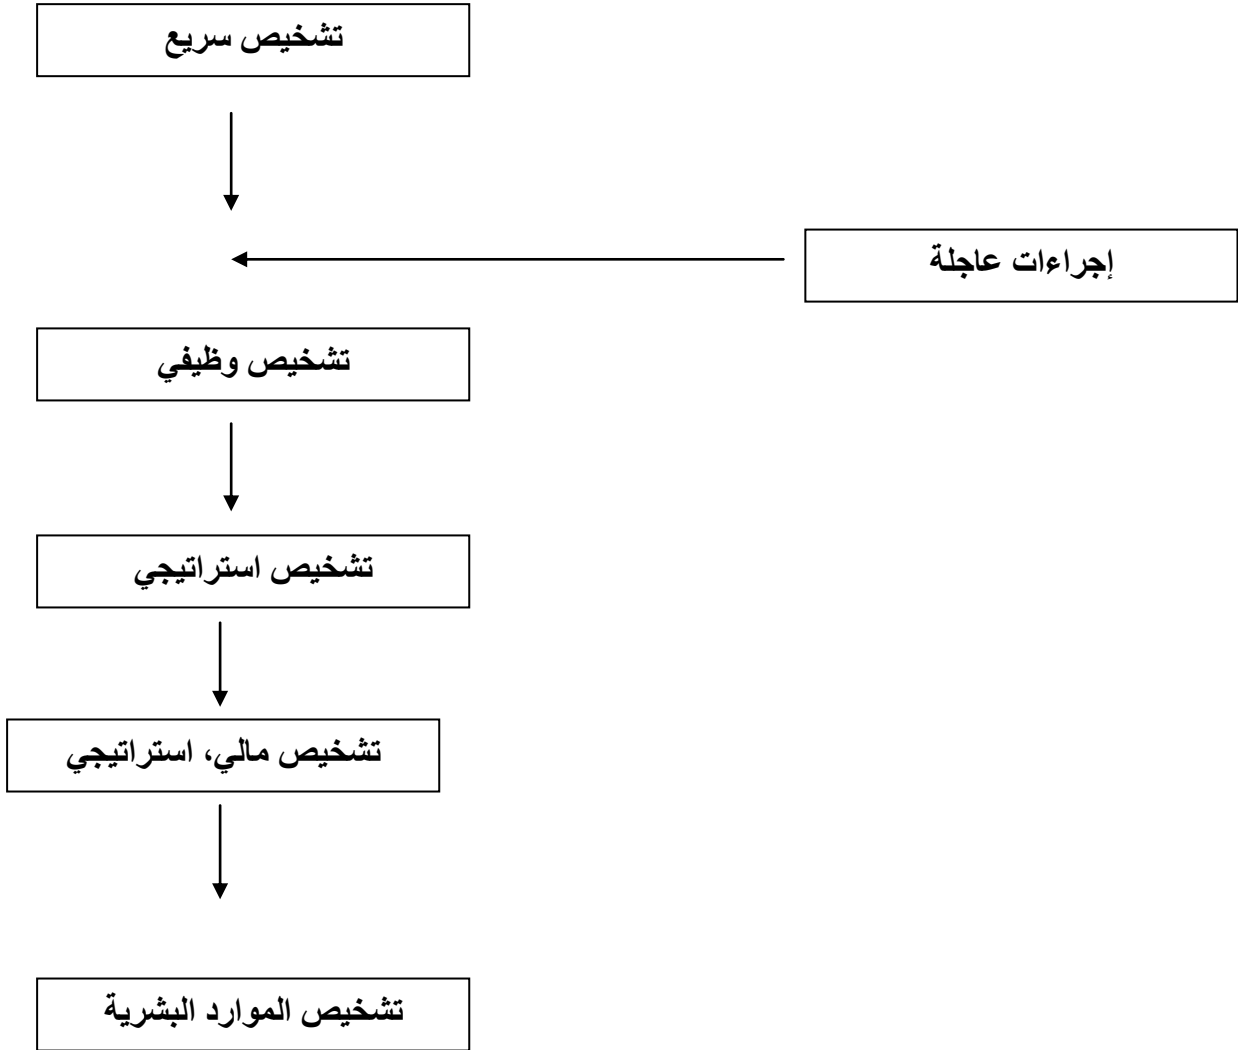 تشخيص سريع
إجراءات عاجلة
تشخيص وظيفي
تشخيص استراتيجي
تشخيص مالي، استراتيجي
تشخيص الموارد البشرية